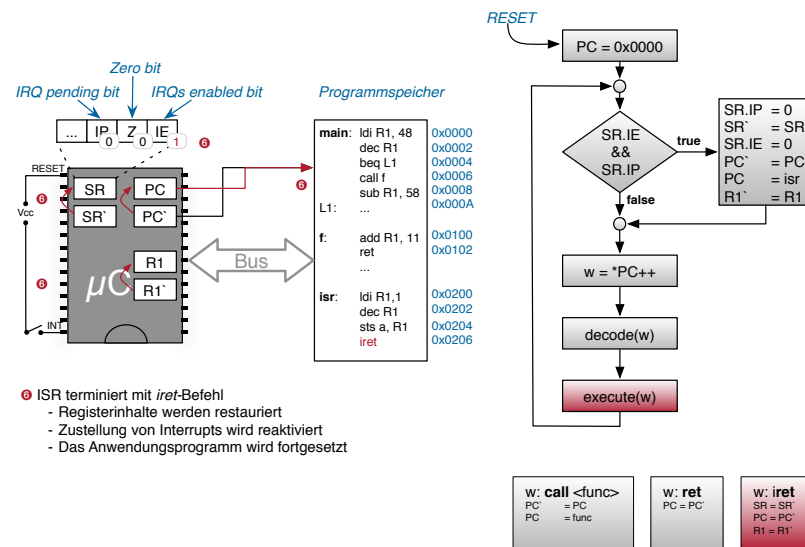 RESET
PC = 0x0000
Zero bit
IRQ pending bit
IRQs enabled bit
Programmspeicher
... IP Z IE
0 0 1
❻
RESET
Vcc
INT
❻
❻
❻
SR
PC
SR`
PC`
R1
R1`
µC
Bus
main: ldi R1, 48 0x0000
dec R1 0x0002
beq L1 0x0004
call f 0x0006
sub R1, 58 0x0008
L1: ... 0x000A
f: add R1, 11 0x0100
ret 0x0102
...
isr: ldi R1,1 0x0200
dec R1 0x0202
sts a, R1 0x0204
iret 0x0206
SR.IE
&&
SR.IP
true
false
SR.IP = 0
SR` = SR
SR.IE = 0
PC` = PC
PC = isr
R1` = R1
w = *PC++
decode(w)
execute(w)
❻ ISR terminiert mit iret-Befehl
- Registerinhalte werden restauriert
- Zustellung von Interrupts wird reaktiviert
- Das Anwendungsprogramm wird fortgesetzt
w: call <func>
PC` = PC
PC = func
w: ret
PC = PC`
w: iret
SR = SR`
PC = PC`
R1 = R1`